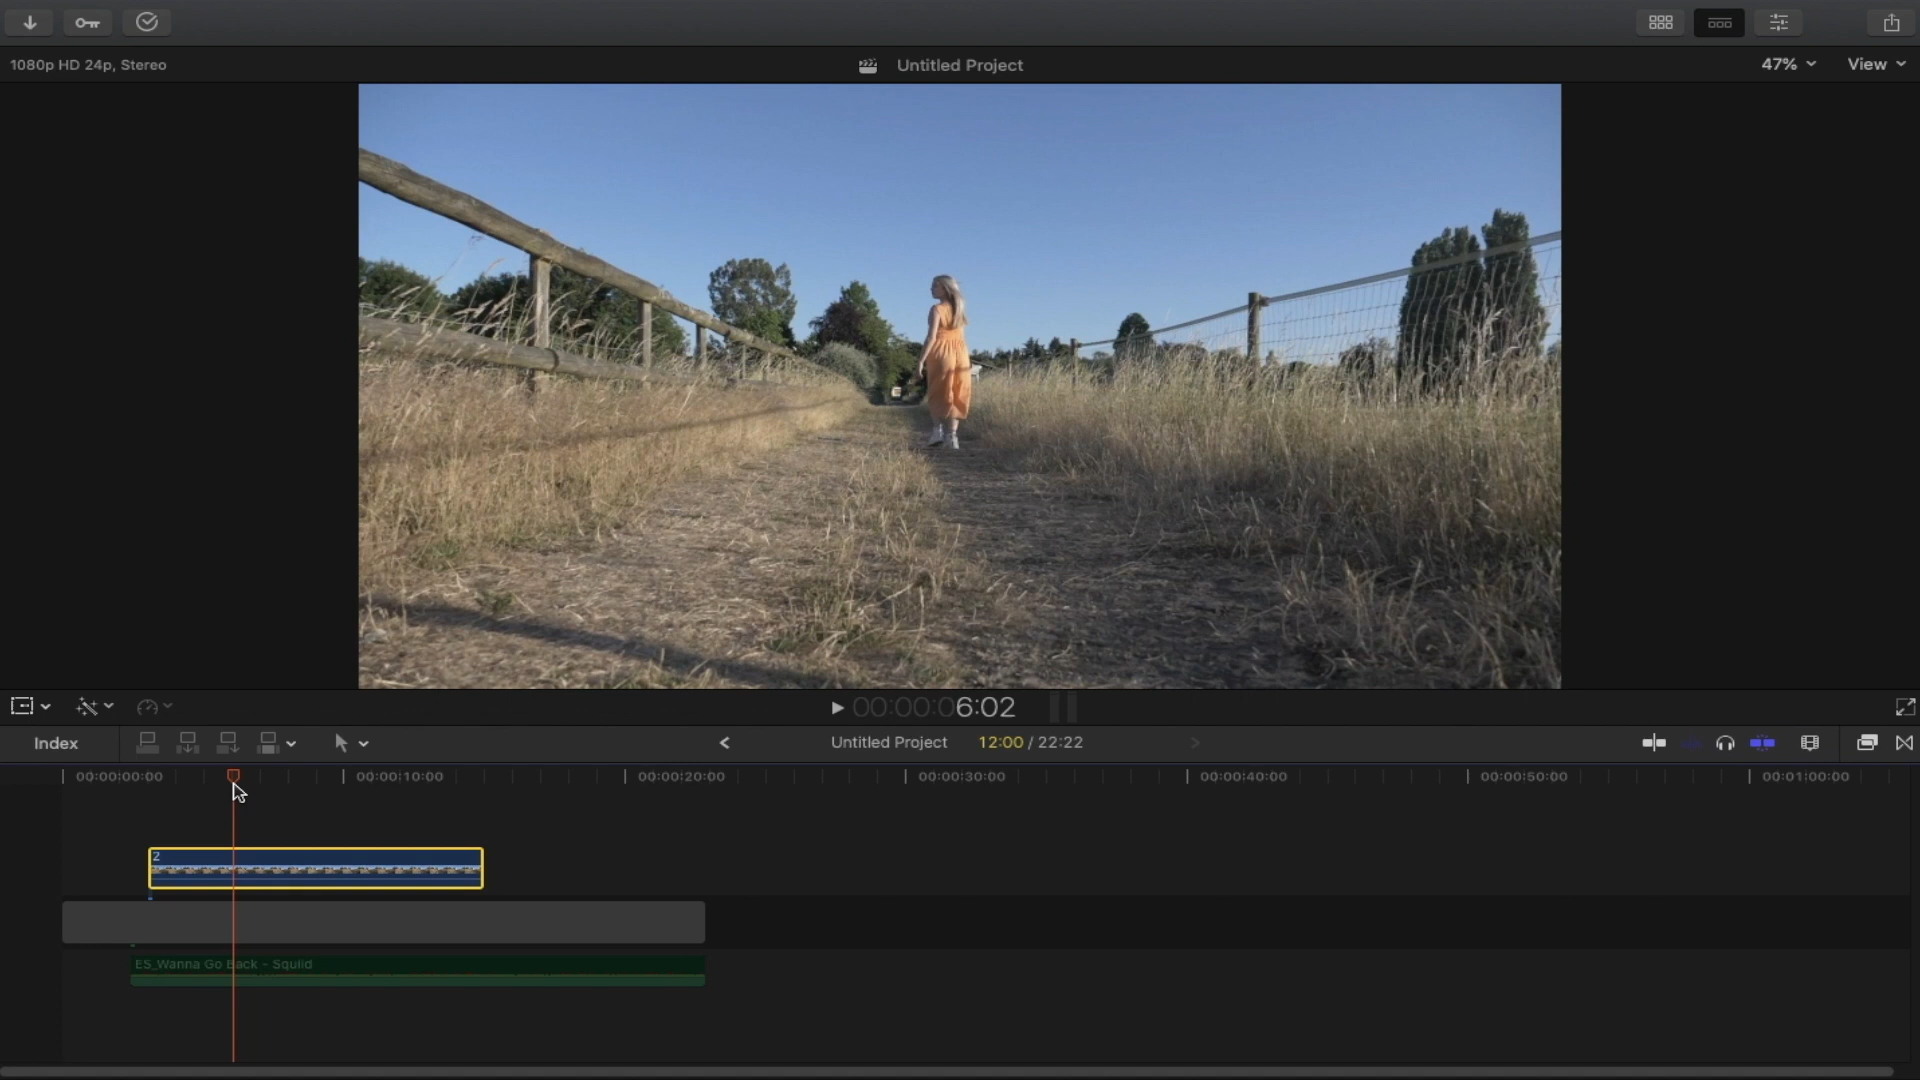 1080p HD 24p, Stereo
Untitled Project
47%
View
00:00:06:02
Index
Untitled Project
12:00 / 22:22
00:00:00:00
00:00:10:00
00:00:20:00
00:00:30:00
00:00:40:00
00:00:50:00
00:01:00:00
2
ES_Wanna Go Back - Squiid